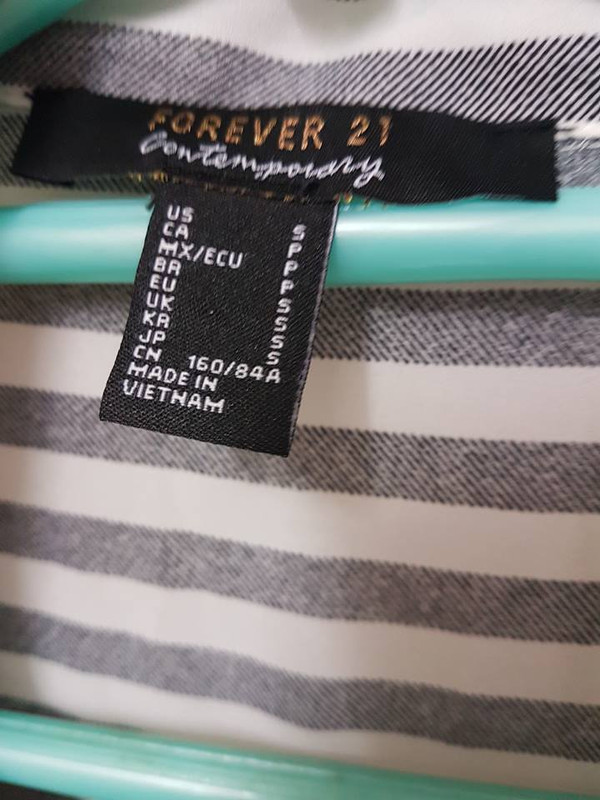 FOREVER 21
Contemporary
US S
CA P
MX/ECU P
BR P
EU S
UK S
KR S
JP S
CN 160/84A
MADE IN
VIETNAM